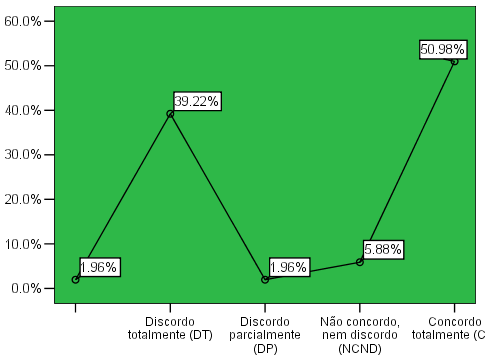 60.0%
50.0%
40.0%
30.0%
20.0%
10.0%
0.0%
1.96%
39.22%
1.96%
5.88%
50.98%
Discordo
totalmente (DT)
Discordo
parcialmente
(DP)
Não concordo,
nem discordo
(NCND)
Concordo
totalmente (C